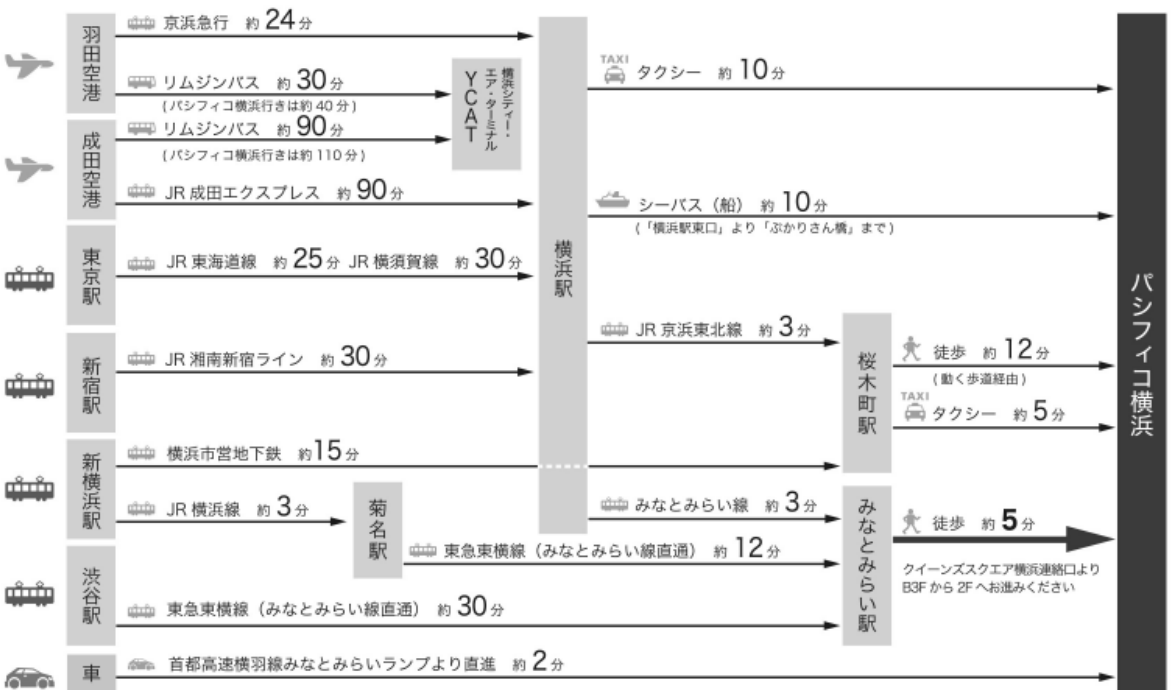 羽田空港
京浜急行 約24分
リムジンバス 約30分
(パシフィコ横浜行きは約40分)
成田空港
リムジンバス 約90分
(パシフィコ横浜行きは約110分)
JR成田エクスプレス 約90分
横浜シティー・
エア・ターミナル
YCAT
東京駅
JR東海道線 約25分 JR横須賀線 約30分
新宿駅
JR湘南新宿ライン 約30分
新横浜駅
横浜市営地下鉄 約15分
JR横浜線 約3分
菊名駅
東急東横線（みなとみらい線直通） 約12分
渋谷駅
東急東横線（みなとみらい線直通） 約30分
車
首都高速横羽線みなとみらいランプより直進 約2分
横浜駅
TAXI
タクシー 約10分
シーバス（船） 約10分
(「横浜駅東口」より「ぷかりさん橋」まで)
JR京浜東北線 約3分
みなとみらい線 約3分
桜木町駅
徒歩 約12分
(動く歩道経由)
TAXI
タクシー 約5分
みなとみらい駅
徒歩 約5分
クイーンズスクエア横浜連絡口より
B3Fから2Fへお進みください
パシフィコ横浜